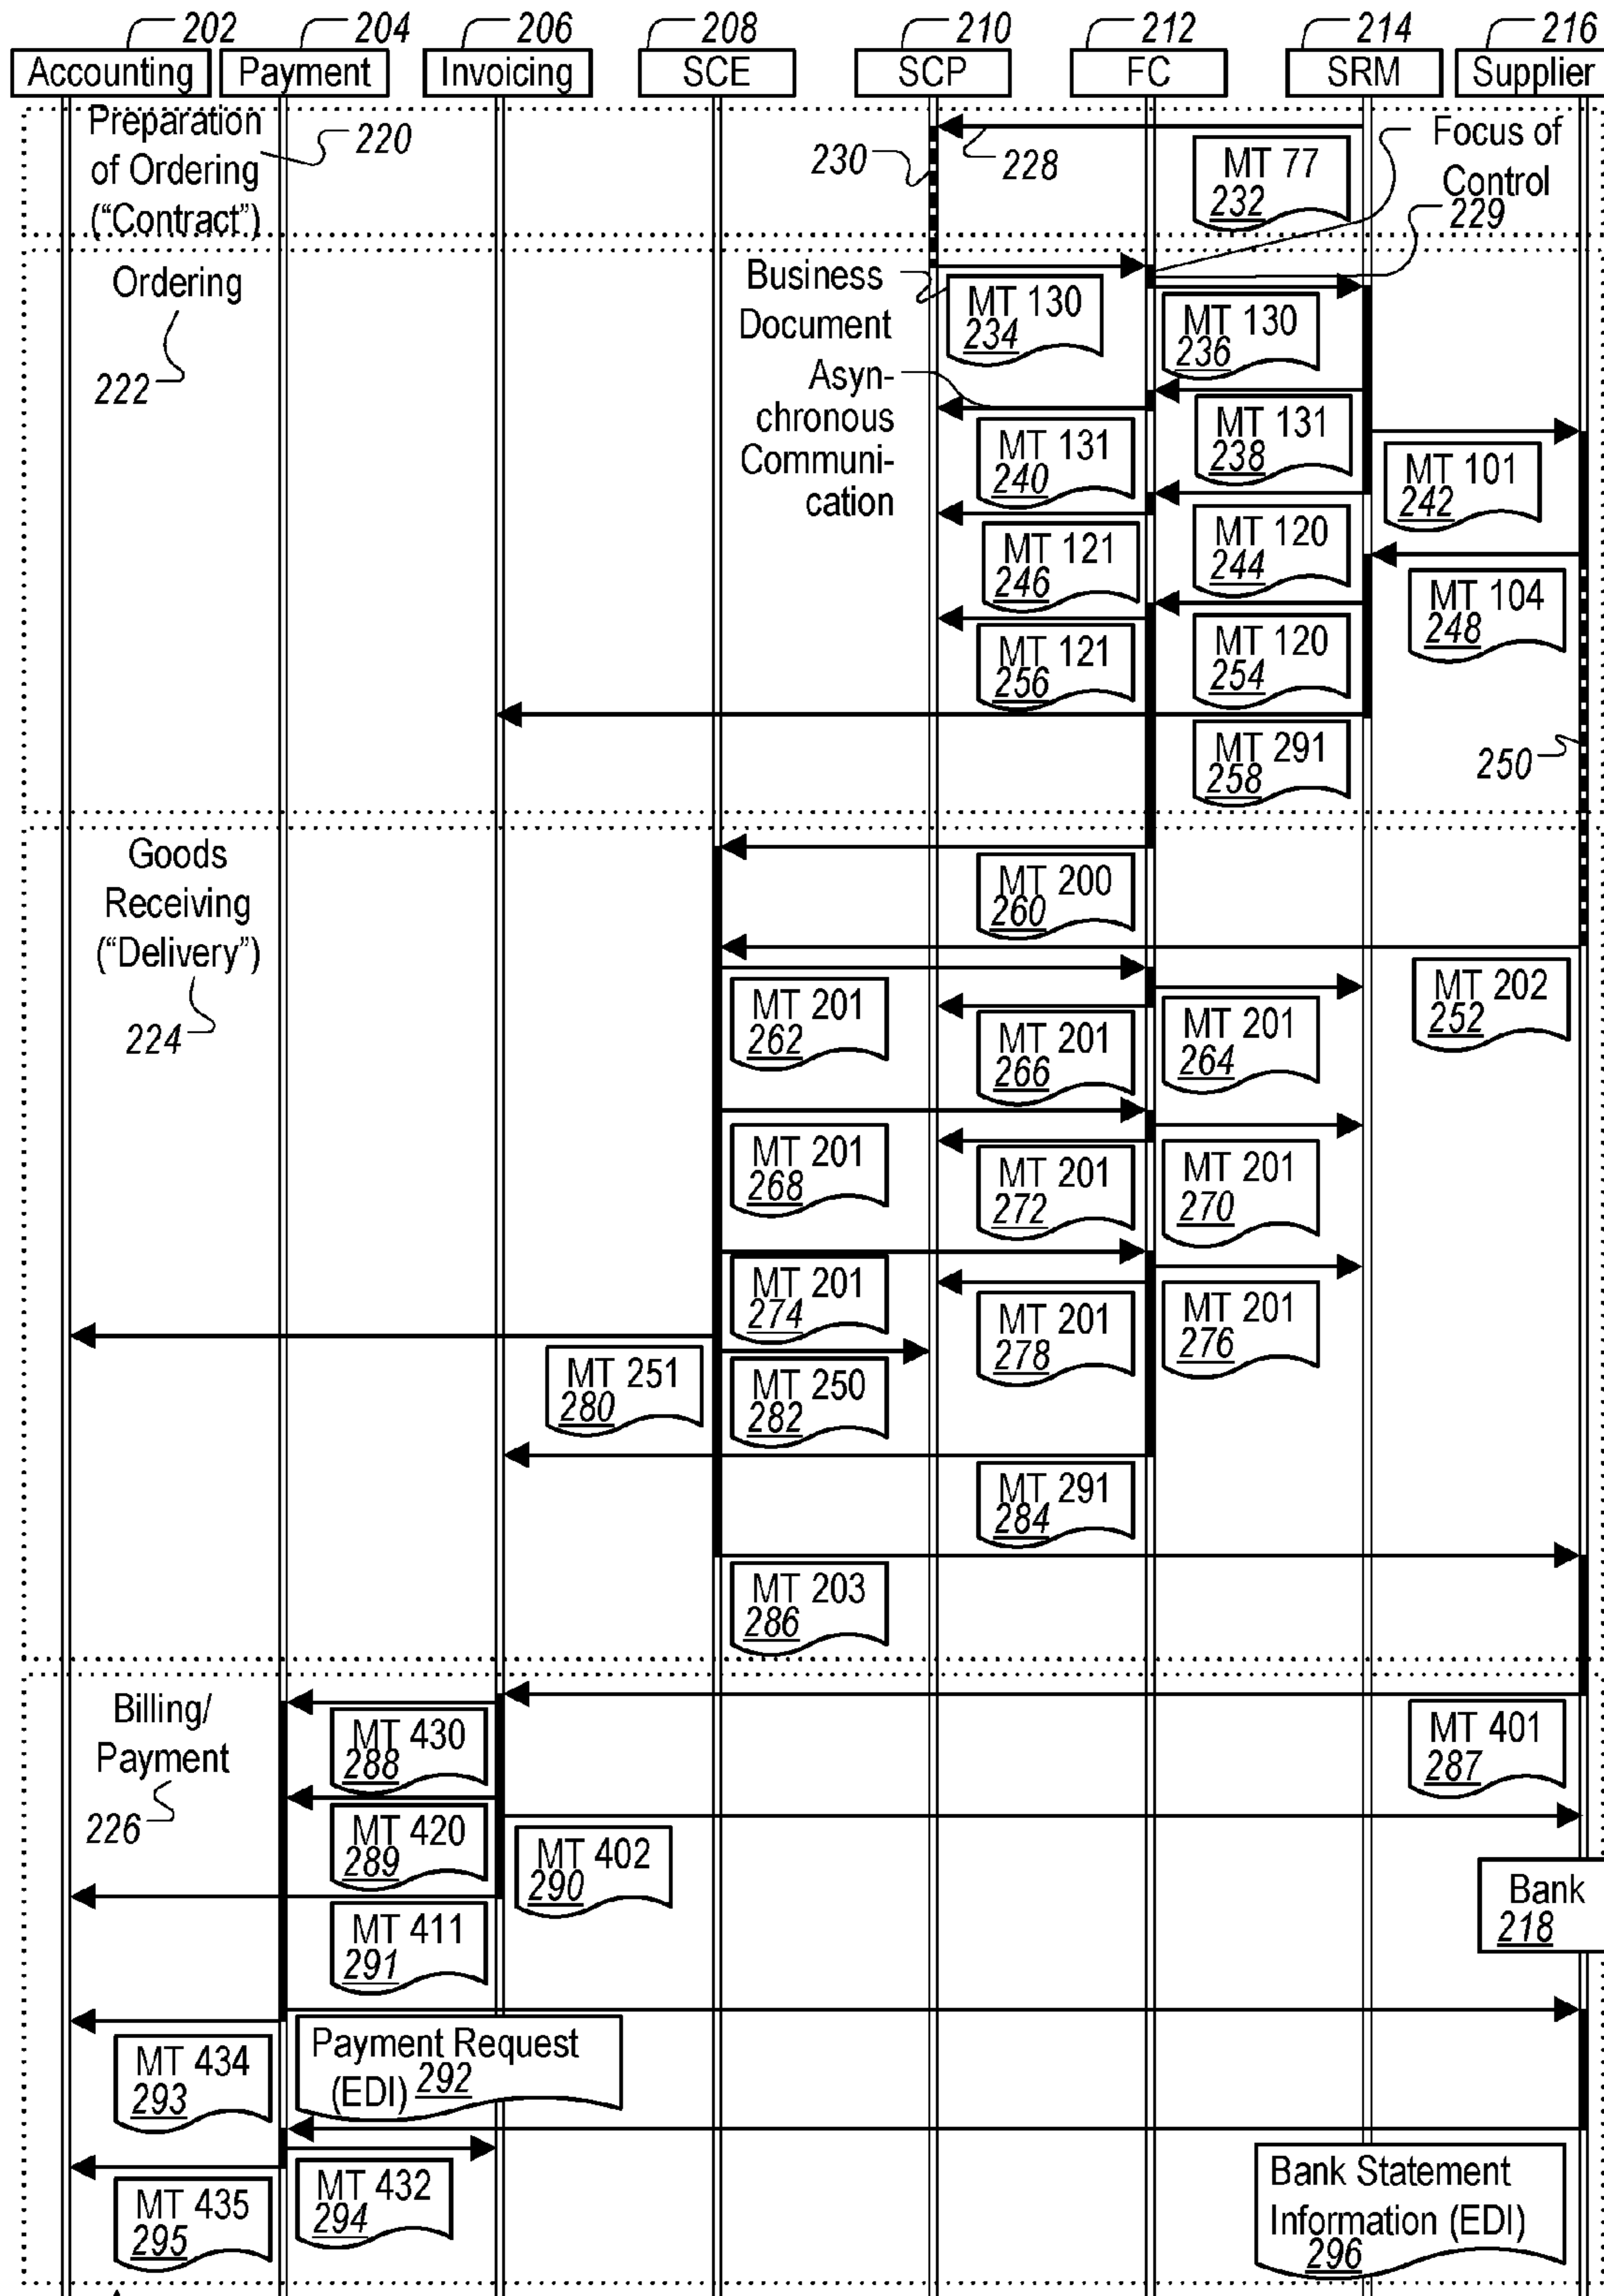 202 204 206 208 210 212 214 216
Accounting Payment Invoicing SCE SCP FC SRM Supplier
Preparation
of Ordering
("Contract")
220
230
228
MT 77
232
Focus of
Control
229
Ordering
222
Business
Document
MT 130
234
MT 130
236
Asyn-
chronous
Communi-
cation
MT 131
238
MT 131
240
MT 101
242
MT 120
244
MT 121
246
MT 104
248
MT 120
254
MT 121
256
MT 291
258
250
Goods
Receiving
("Delivery")
224
MT 200
260
MT 202
252
MT 201
262
MT 201
266
MT 201
264
MT 201
268
MT 201
272
MT 201
270
MT 201
274
MT 201
278
MT 201
276
MT 251
280
MT 250
282
MT 291
284
MT 203
286
Billing/
Payment
226
MT 430
288
MT 401
287
MT 420
289
MT 402
290
MT 411
291
Bank
218
MT 434
293
Payment Request
(EDI) 292
MT 435
295
MT 432
294
Bank Statement
Information (EDI)
296